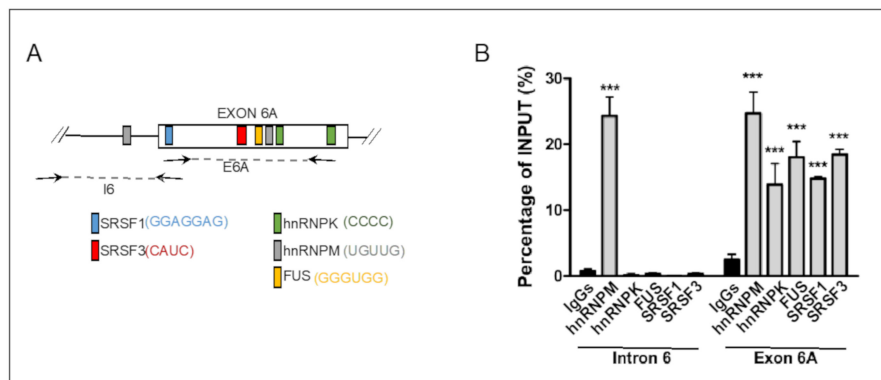 A
EXON 6A
E6A
I6
SRSF1(GGAGGAG)
SRSF3(CAUC)
hnRNPK(CCCC)
hnRNPM(UGUUG)
FUS (GGGUGG)
B
Percentage of INPUT (%)
30
20
10
0
***
***
***
***
***
***
IgGs
hnRNPM
hnRNPK
FUS
SRSF1
SRSF3
IgGs
hnRNPM
hnRNPK
FUS
SRSF1
SRSF3
Intron 6
Exon 6A